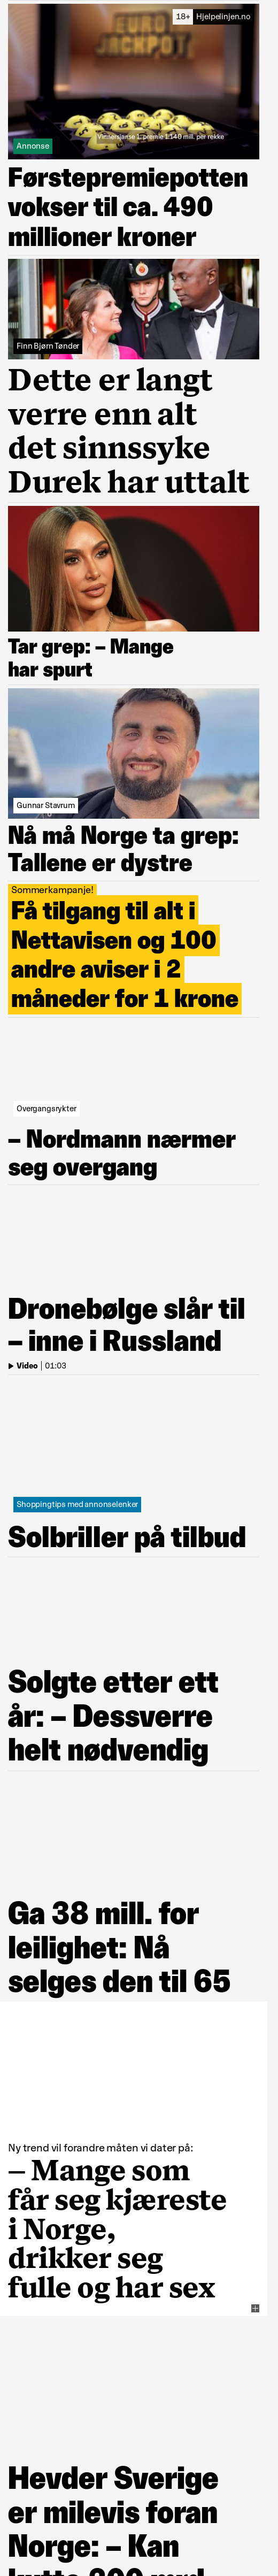 EURO
JACKPOT
18+ Hjelpelinjen.no
Vinnersjanse 1. premie 1:140 mill. per rekke
Annonse
Førstepremiepotten
vokser til ca. 490
millioner kroner
Finn Bjørn Tønder
Dette er langt
verre enn alt
det sinnssyke
Durek har uttalt
Tar grep: – Mange
har spurt
Gunnar Stavrum
Nå må Norge ta grep:
Tallene er dystre
Sommerkampanje!
Få tilgang til alt i
Nettavisen og 100
andre aviser i 2
måneder for 1 krone
Overgangsrykter
– Nordmann nærmer
seg overgang
Dronebølge slår til
– inne i Russland
Video | 01:03
Shoppingtips med annonselenker
Solbriller på tilbud
Solgte etter ett
år: – Dessverre
helt nødvendig
Ga 38 mill. for
leilighet: Nå
selges den til 65
Ny trend vil forandre måten vi dater på:
– Mange som
får seg kjæreste
i Norge,
drikker seg
fulle og har sex
Hevder Sverige
er milevis foran
Norge: – Kan